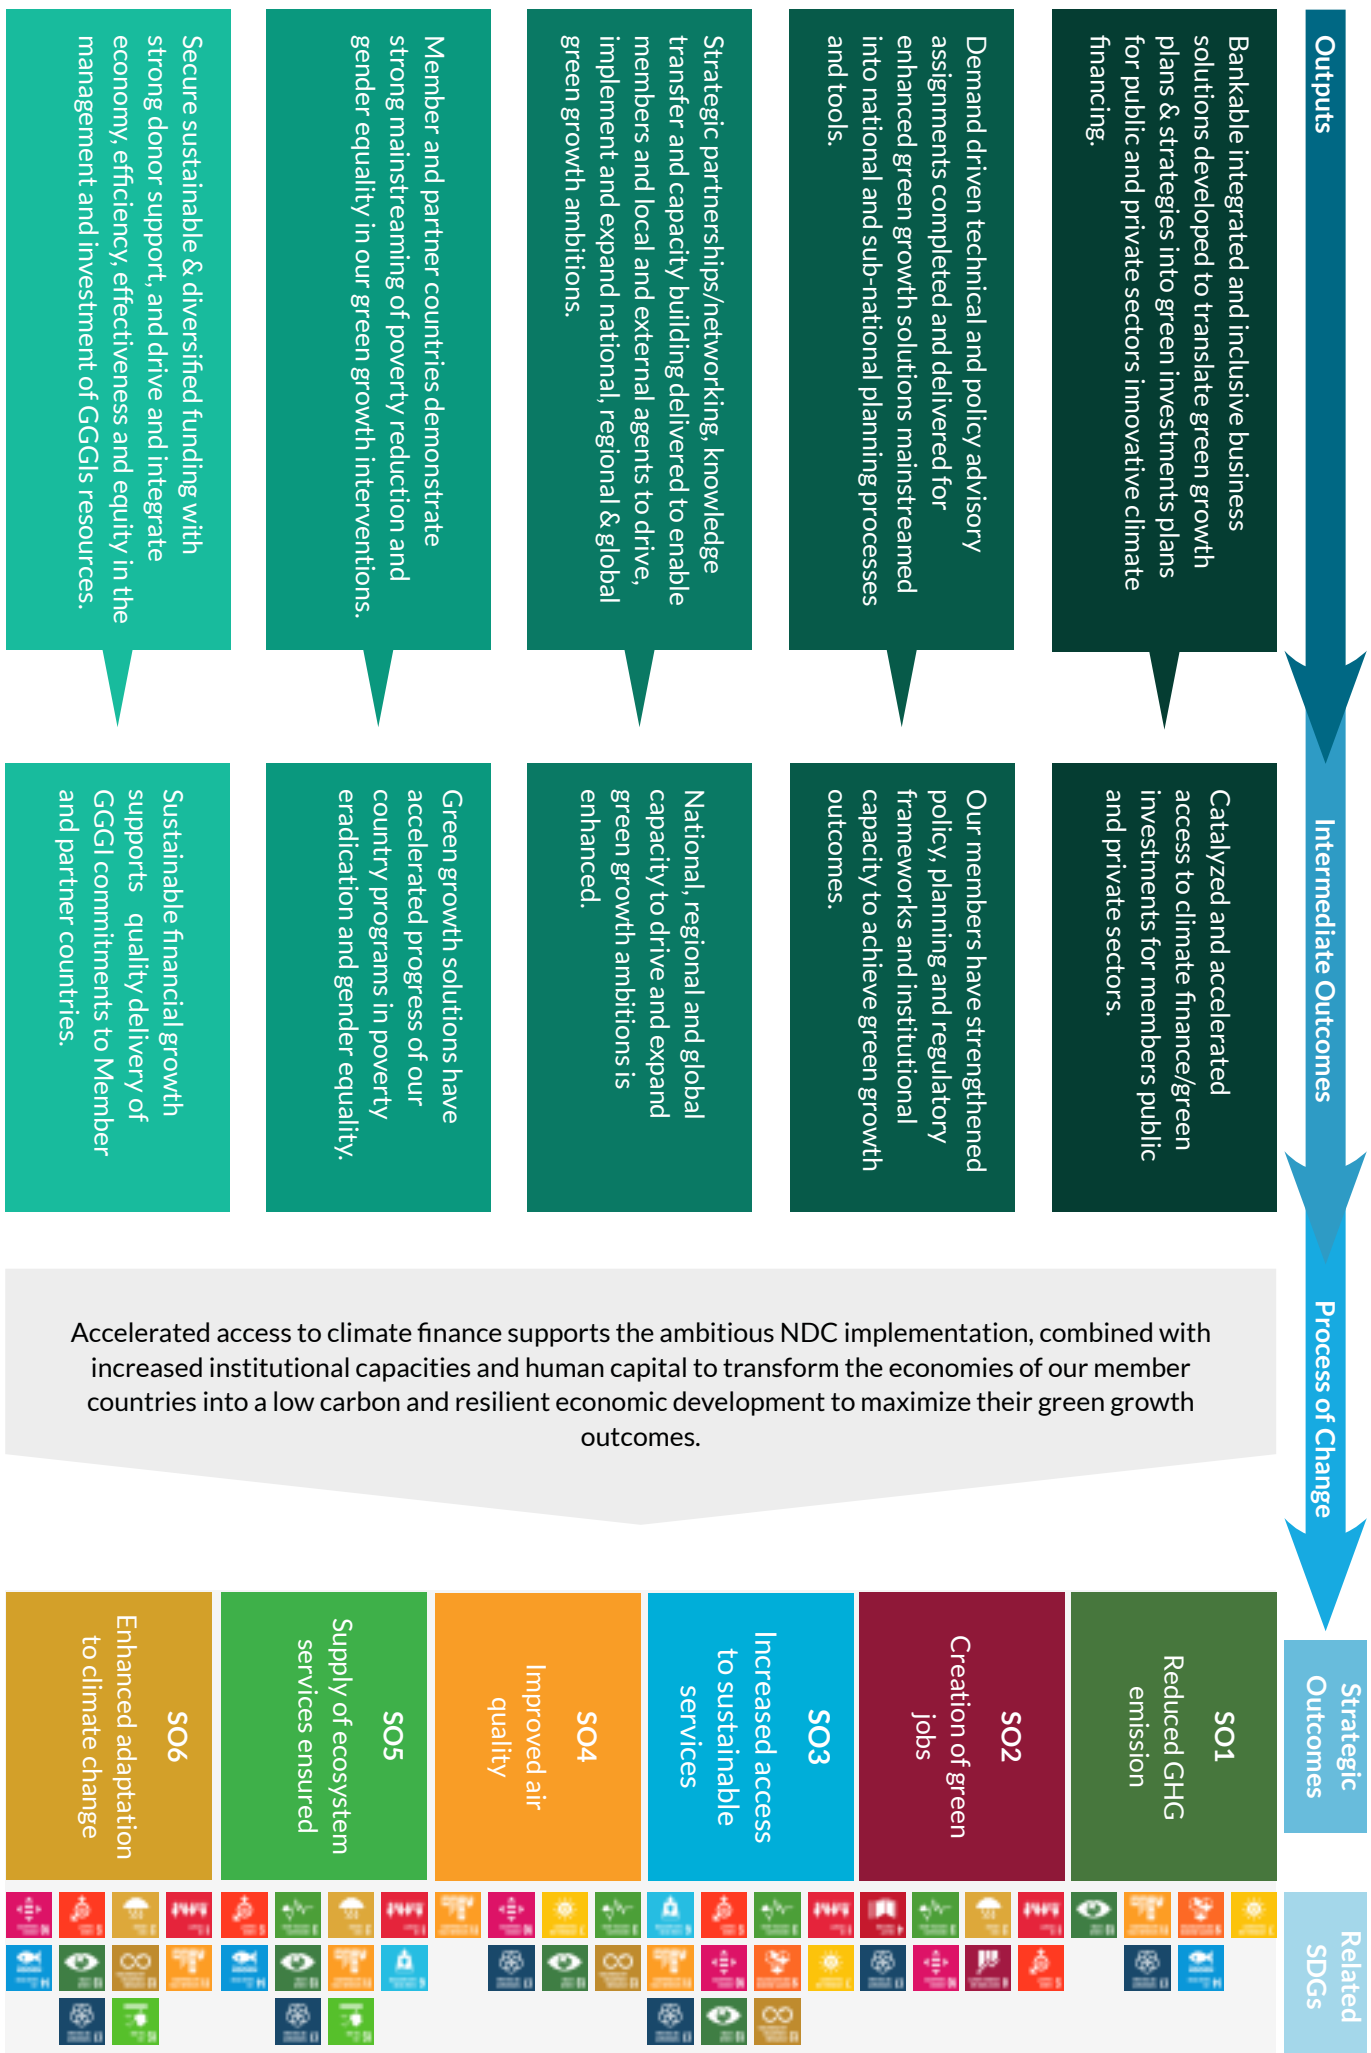 Outputs
Bankable integrated and inclusive business
solutions developed to translate green growth
plans & strategies into green investments plans
for public and private sectors innovative climate
financing.
Demand driven technical and policy advisory
assignments completed and delivered for
enhanced green growth solutions mainstreamed
into national and sub-national planning processes
and tools.
Strategic partnerships/networking, knowledge
transfer and capacity building delivered to enable
members and local and external agents to drive,
implement and expand national, regional & global
green growth ambitions.
Member and partner countries demonstrate
strong mainstreaming of poverty reduction and
gender equality in our green growth interventions.
Secure sustainable & diversified funding with
strong donor support, and drive and integrate
economy, efficiency, effectiveness and equity in the
management and investment of GGGIs resources.
Intermediate Outcomes
Catalyzed and accelerated
access to climate finance/green
investments for members public
and private sectors.
Our members have strengthened
policy, planning and regulatory
frameworks and institutional
capacity to achieve green growth
outcomes.
National, regional and global
capacity to drive and expand
green growth ambitions is
enhanced.
Green growth solutions have
accelerated progress of our
country programs in poverty
eradication and gender equality.
Sustainable financial growth
supports quality delivery of
GGGI commitments to Member
and partner countries.
Process of Change
Accelerated access to climate finance supports the ambitious NDC implementation, combined with
increased institutional capacities and human capital to transform the economies of our member
countries into a low carbon and resilient economic development to maximize their green growth
outcomes.
Strategic
Outcomes
SO1
Reduced GHG
emission
SO2
Creation of green
jobs
SO3
Increased access
to sustainable
services
SO4
Improved air
quality
SO5
Supply of ecosystem
services ensured
SO6
Enhanced adaptation
to climate change
Related
SDGs